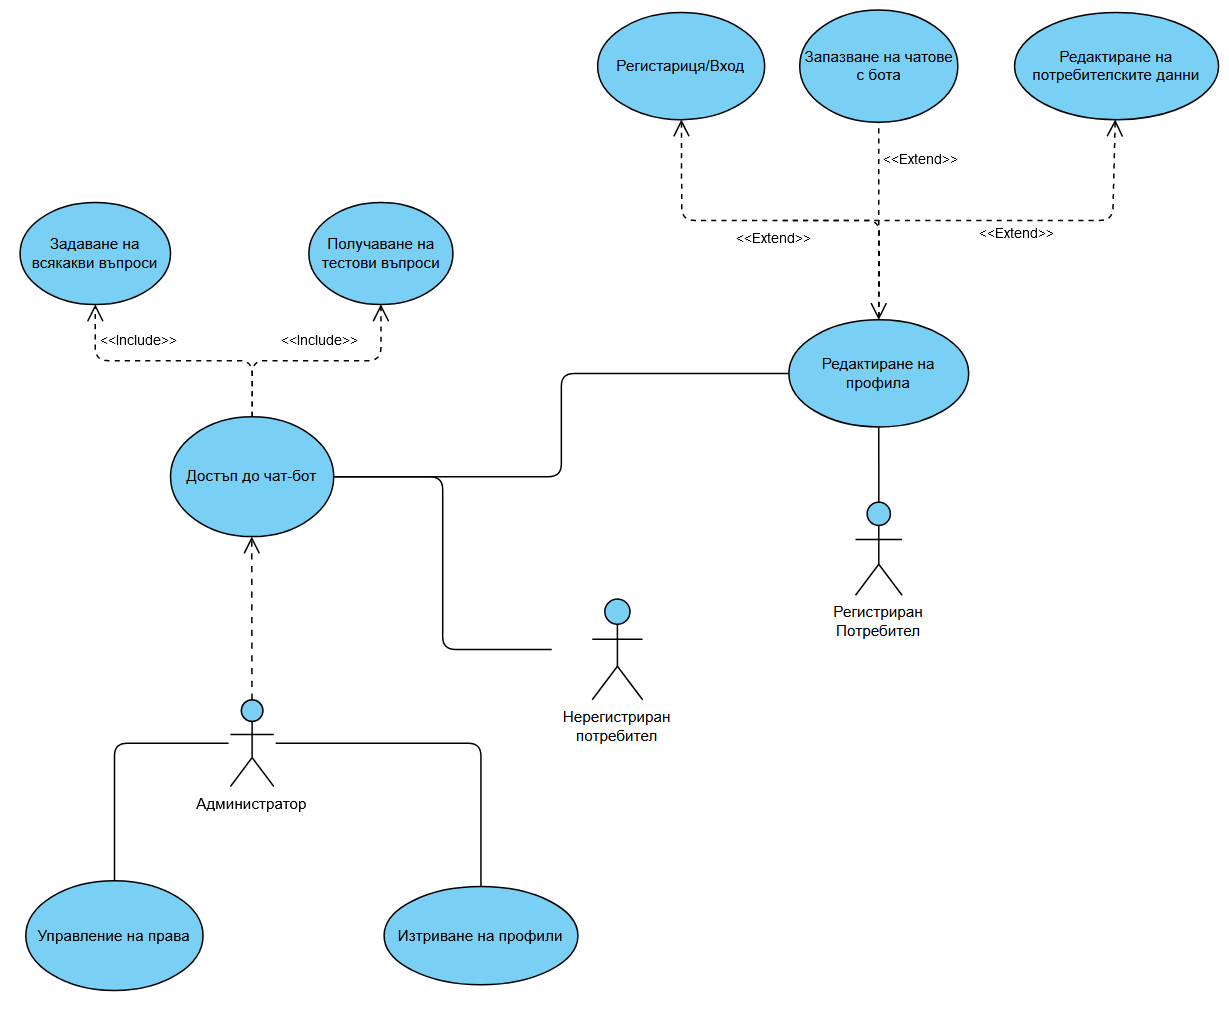 Регистариця/Вход
Запазване на чатове
с бота
Редактиране на
потребителските данни
<<Extend>>
<<Extend>>
<<Extend>>
Задаване на
всякакви въпроси
Получаване на
тестови въпроси
<<Include>>
<<Include>>
Редактиране на
профила
Достъп до чат-бот
Регистриран
Потребител
Нерегистриран
потребител
Администратор
Управление на права
Изтриване на профили